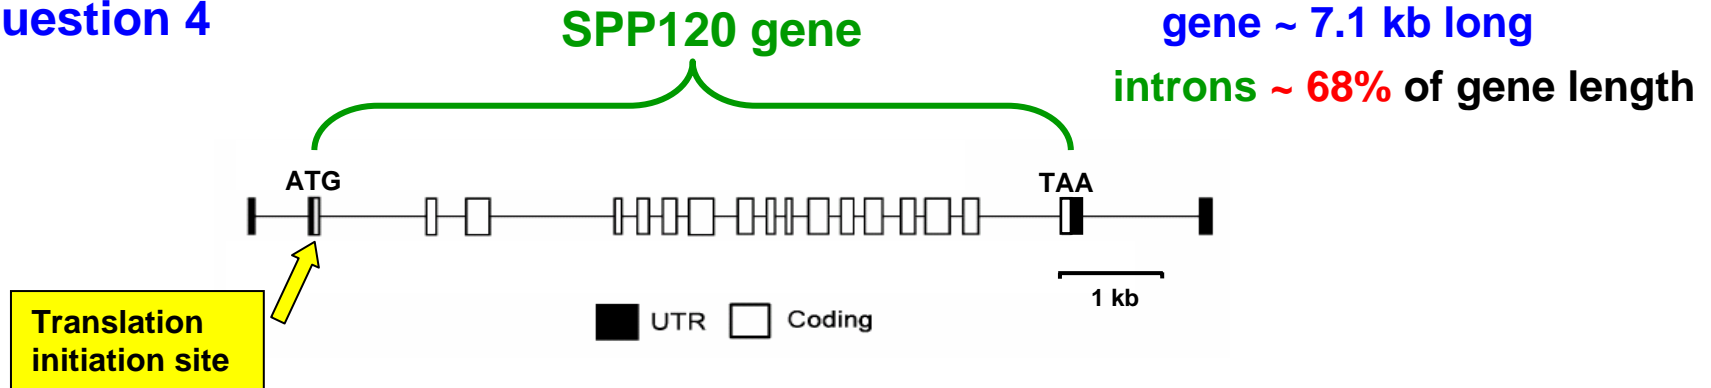 uestion 4
SPP120 gene
gene ~ 7.1 kb long
introns ~ 68% of gene length
ATG
TAA
1 kb
UTR
Coding
Translation
initiation site